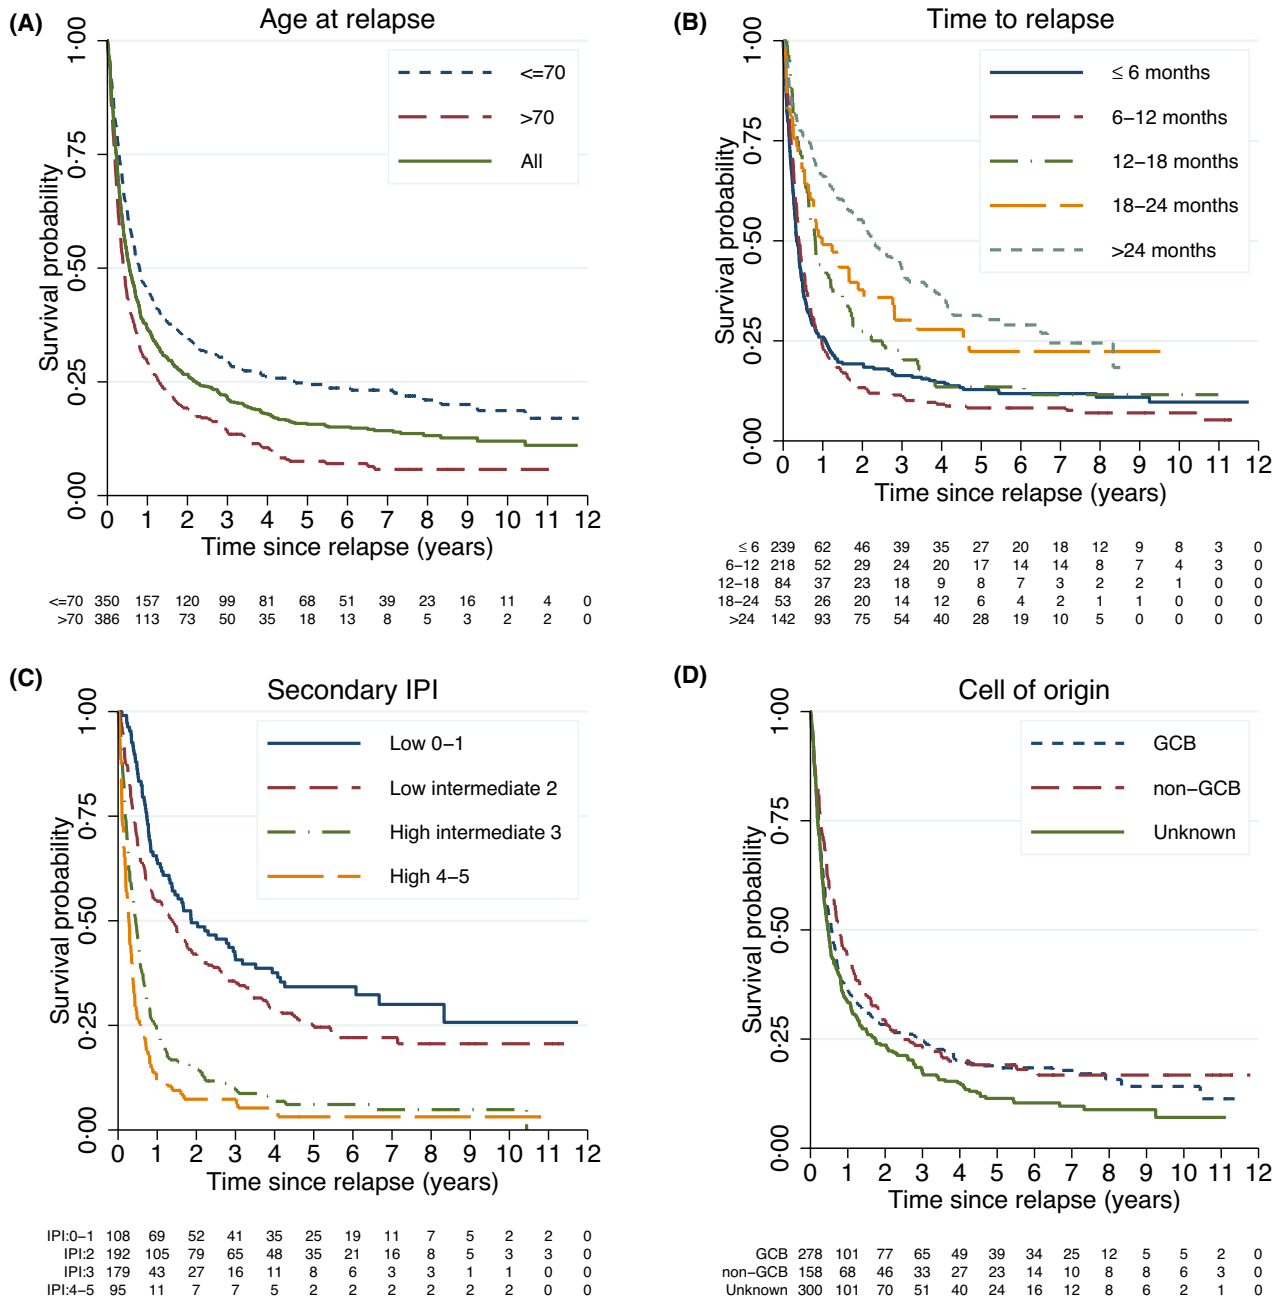 (A)
Age at relapse
<=70
>70
All
Survival probability
1·00
0·75
0·50
0·25
0·00
0 1 2 3 4 5 6 7 8 9 10 11 12
Time since relapse (years)
<=70 350 157 120 99 81 68 51 39 23 16 11 4 0
>70 386 113 73 50 35 18 13 8 5 3 2 2 0
(B)
Time to relapse
≤ 6 months
6–12 months
12–18 months
18–24 months
>24 months
Survival probability
1·00
0·75
0·50
0·25
0·00
0 1 2 3 4 5 6 7 8 9 10 11 12
Time since relapse (years)
≤ 6 239 62 46 39 35 27 20 18 12 9 8 3 0
6–12 218 52 29 24 20 17 14 14 8 7 4 3 0
12–18 84 37 23 18 9 8 7 3 2 2 1 0 0
18–24 53 26 20 14 12 6 4 2 1 1 0 0 0
>24 142 93 75 54 40 28 19 10 5 0 0 0 0
(C)
Secondary IPI
Low 0–1
Low intermediate 2
High intermediate 3
High 4–5
Survival probability
1·00
0·75
0·50
0·25
0·00
0 1 2 3 4 5 6 7 8 9 10 11 12
Time since relapse (years)
IPI:0–1 108 69 52 41 35 25 19 11 7 5 2 2 0
IPI:2 192 105 79 65 48 35 21 16 8 5 3 3 0
IPI:3 179 43 27 16 11 8 6 3 3 1 1 0 0
IPI:4–5 95 11 7 7 5 2 2 2 2 2 2 0 0
(D)
Cell of origin
GCB
non–GCB
Unknown
Survival probability
1·00
0·75
0·50
0·25
0·00
0 1 2 3 4 5 6 7 8 9 10 11 12
Time since relapse (years)
GCB 278 101 77 65 49 39 34 25 12 5 5 2 0
non–GCB 158 68 46 33 27 23 14 10 8 8 6 3 0
Unknown 300 101 70 51 40 24 16 12 8 6 2 1 0